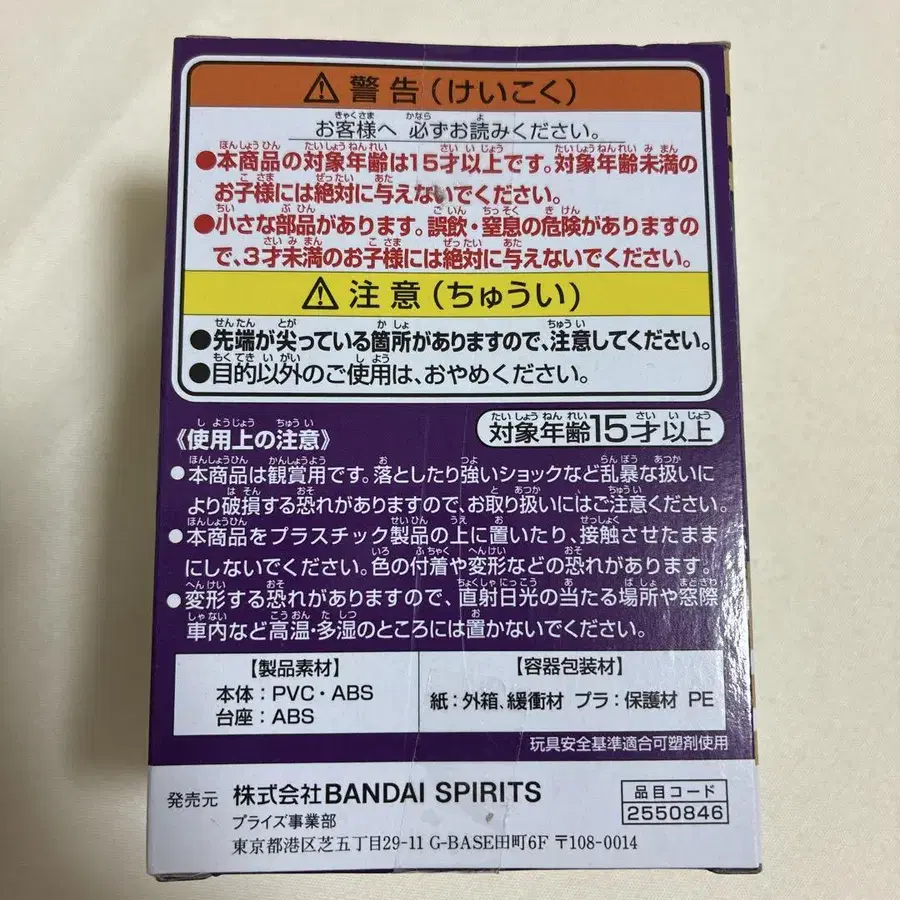 ⚠ 警告(けいこく)
お客様へ 必ずお読みください。
●本商品の対象年齢は15才以上です。対象年齢未満の
お子様には絶対に与えないでください。
●小さな部品があります。誤飲・窒息の危険がありますの
で、3才未満のお子様には絶対に与えないでください。
⚠ 注意(ちゅうい)
●先端が尖っている箇所がありますので、注意してください。
●目的以外のご使用は、おやめください。
《使用上の注意》
対象年齢15才以上
●本商品は観賞用です。落としたり強いショックなど乱暴な扱いに
より破損する恐れがありますので、お取り扱いにはご注意ください。
●本商品をプラスチック製品の上に置いたり、接触させたまま
にしないでください。色の付着や変形などの恐れがあります。
●変形する恐れがありますので、直射日光の当たる場所や窓際
車内など高温・多湿のところには置かないでください。
【製品素材】
本体：PVC・ABS
台座：ABS
【容器包装材】
紙：外箱、緩衝材 プラ：保護材 PE
玩具安全基準適合可塑剤使用
発売元 株式会社BANDAI SPIRITS
プライズ事業部
東京都港区芝五丁目29-11 G-BASE田町6F 〒108-0014
品目コード
2550846